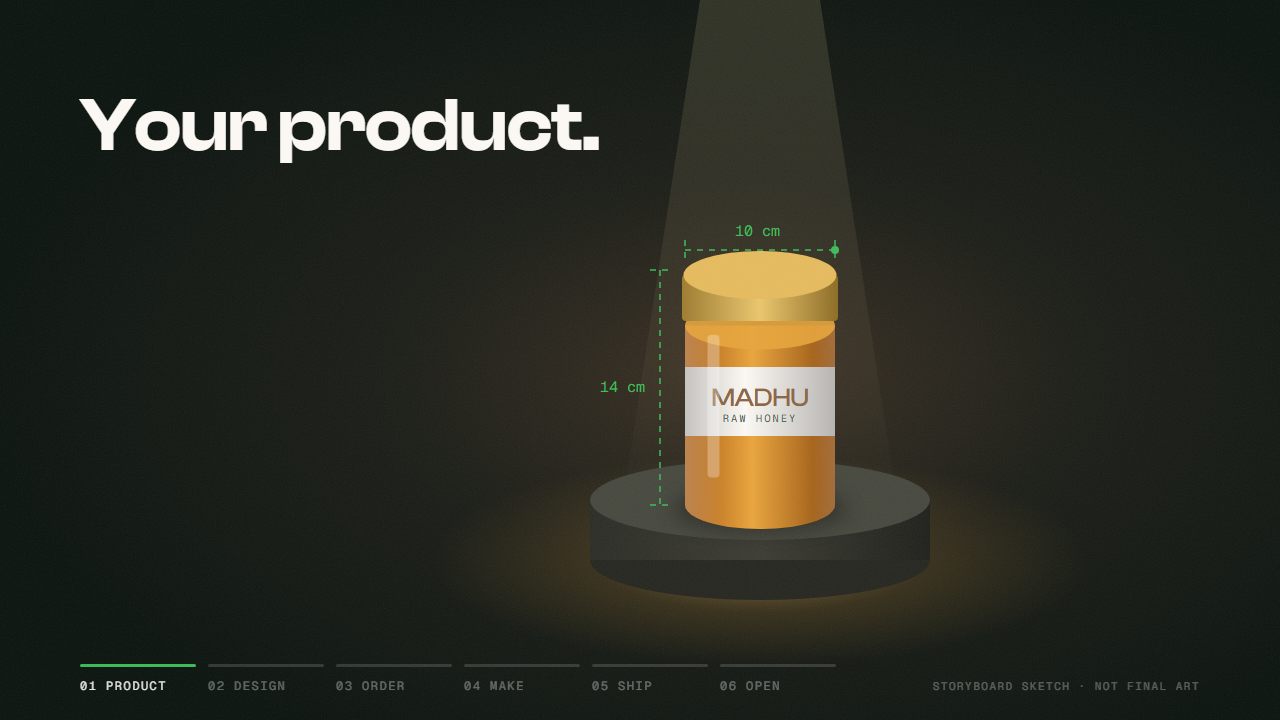 Your product.
10 cm
14 cm
MADHU
RAW HONEY
01 PRODUCT
02 DESIGN
03 ORDER
04 MAKE
05 SHIP
06 OPEN
STORYBOARD SKETCH · NOT FINAL ART